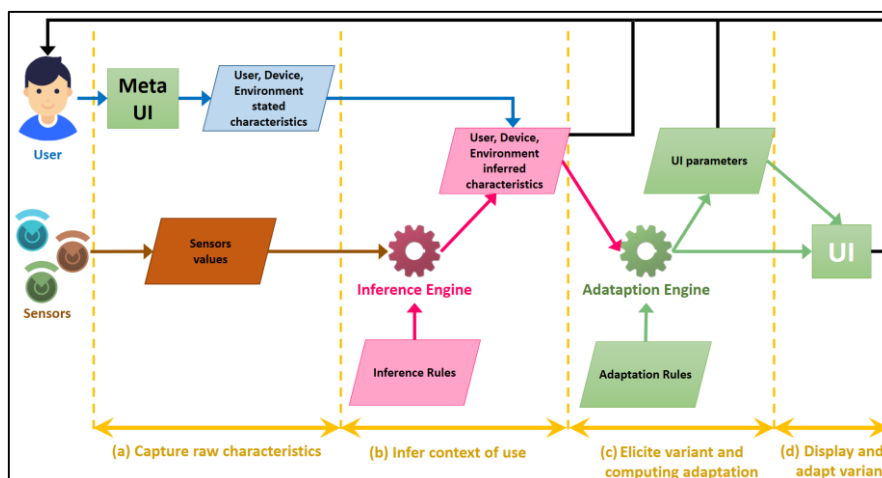 Meta
UI
User, Device,
Environment
stated
characteristics
User
User, Device,
Environment
inferred
characteristics
UI parameters
Sensors
values
Inference Engine
Adataption Engine
UI
Sensors
Inference Rules
Adaptation Rules
(a) Capture raw characteristics
(b) Infer context of use
(c) Elicite variant and
computing adaptation
(d) Display and
adapt varian